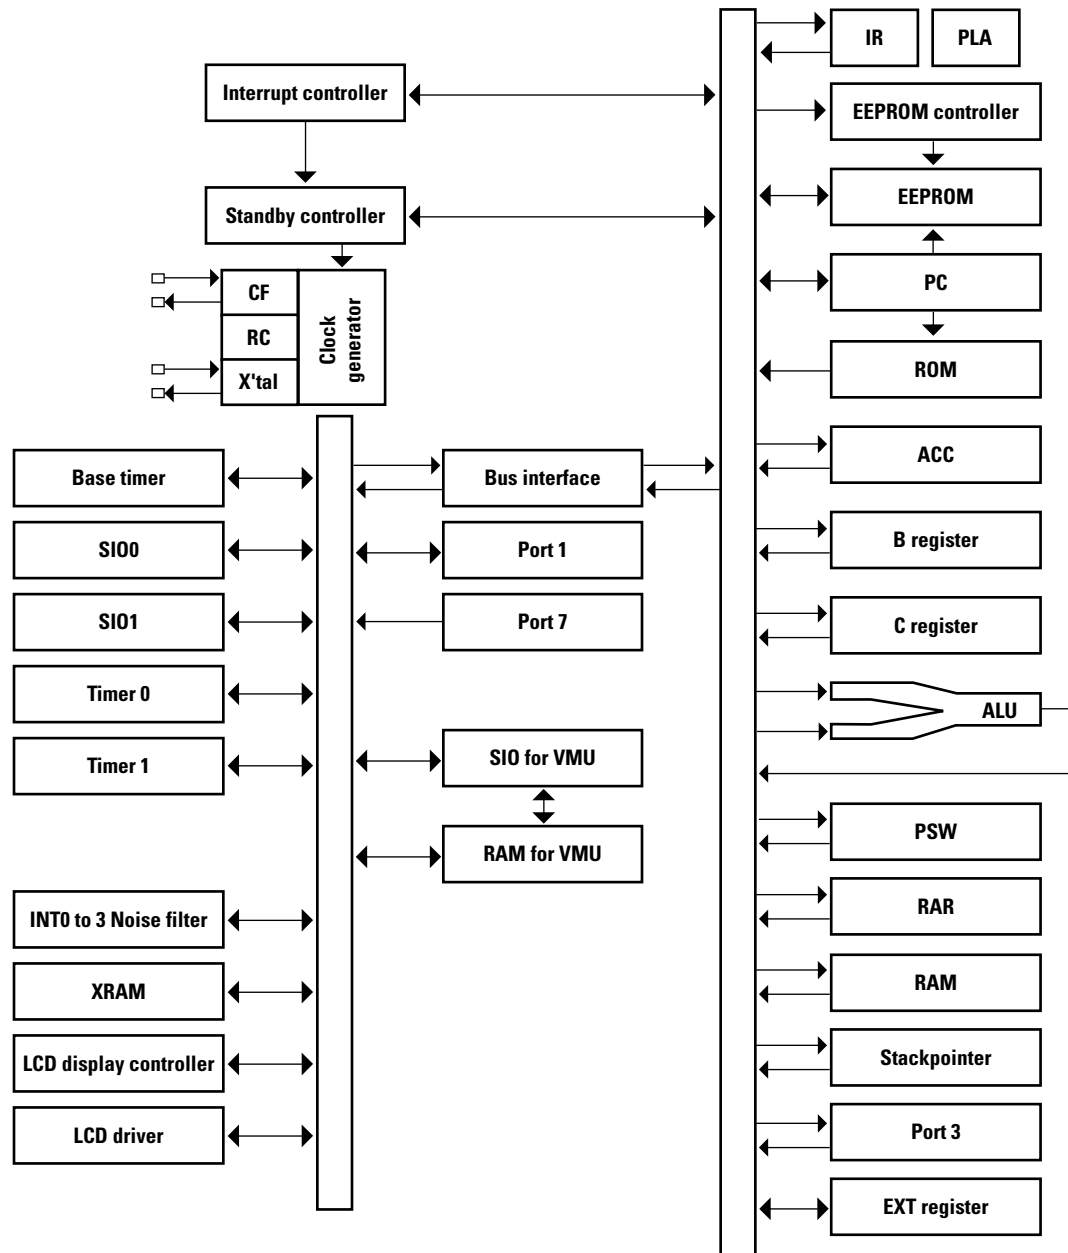 IR
PLA
Interrupt controller
EEPROM controller
Standby controller
EEPROM
CF
RC
X'tal
Clock
generator
PC
ROM
Base timer
Bus interface
ACC
SIO0
Port 1
B register
SIO1
Port 7
C register
Timer 0
ALU
Timer 1
SIO for VMU
PSW
RAM for VMU
INT0 to 3 Noise filter
RAR
XRAM
RAM
LCD display controller
Stackpointer
LCD driver
Port 3
EXT register